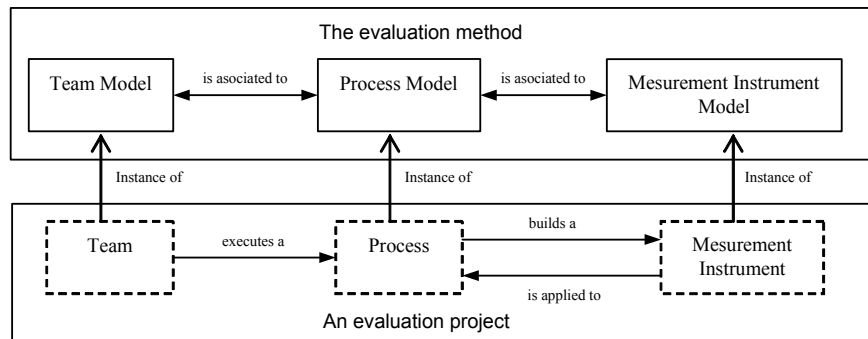 The evaluation method
Team Model
is asociated to
Process Model
is asociated to
Mesurement Instrument
Model
Instance of
Instance of
Instance of
Team
executes a
Process
builds a
is applied to
Mesurement
Instrument
An evaluation project